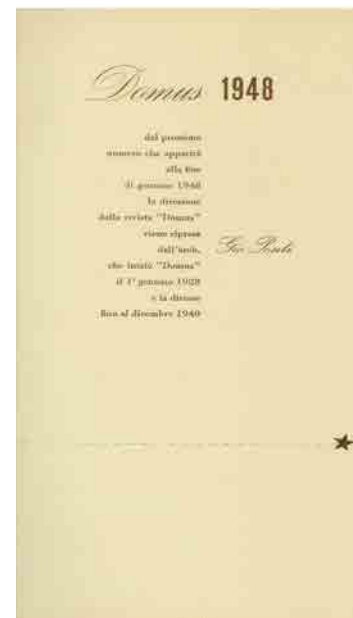 Domus 1948
dal prossimo
numero che apparirà
alla fine
di gennaio 1948
la direzione
della rivista "Domus"
viene ripresa
dall'arch. Gio Ponti
che iniziò "Domus"
il 1° gennaio 1928
e la diresse
fino al dicembre 1940